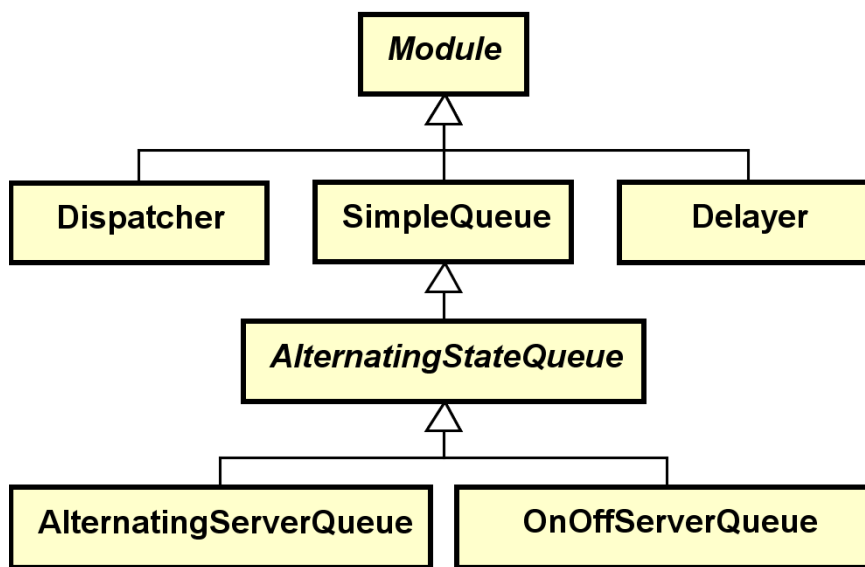 Module
Dispatcher
SimpleQueue
Delayer
AlternatingStateQueue
AlternatingServerQueue
OnOffServerQueue